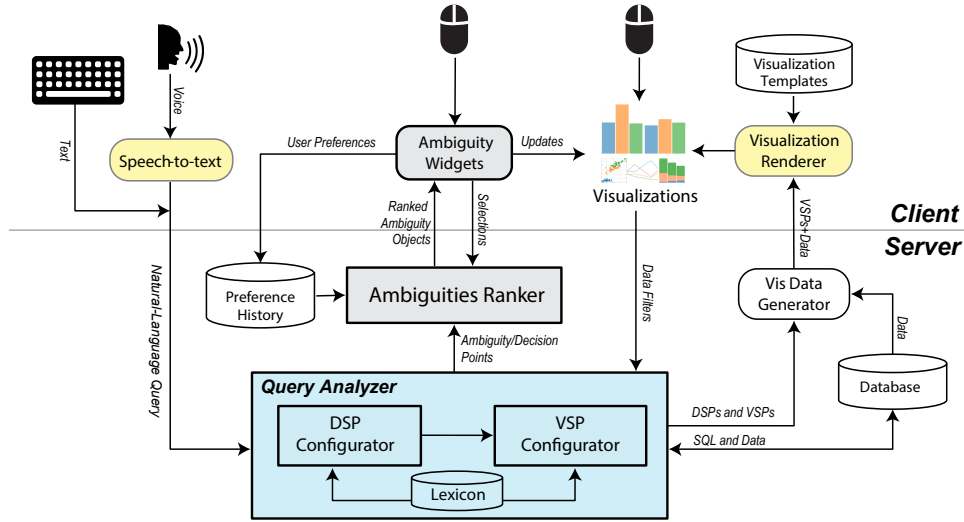 Visualization
Templates
Voice
Text
Speech-to-text
User Preferences
Ambiguity
Widgets
Updates
Visualization
Renderer
Visualizations
Ranked
Ambiguity
Objects
Selections
VSPs+Data
Client
Server
Natural-Language Query
Preference
History
Ambiguities Ranker
Data Filters
Vis Data
Generator
Data
Ambiguity/Decision
Points
Database
Query Analyzer
DSP
Configurator
VSP
Configurator
DSPs and VSPs
SQL and Data
Lexicon